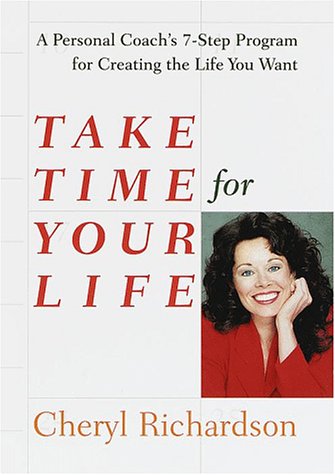 A Personal Coach's 7-Step Program
for Creating the Life You Want
TAKE
TIME for
YOUR
LIFE
Cheryl Richardson